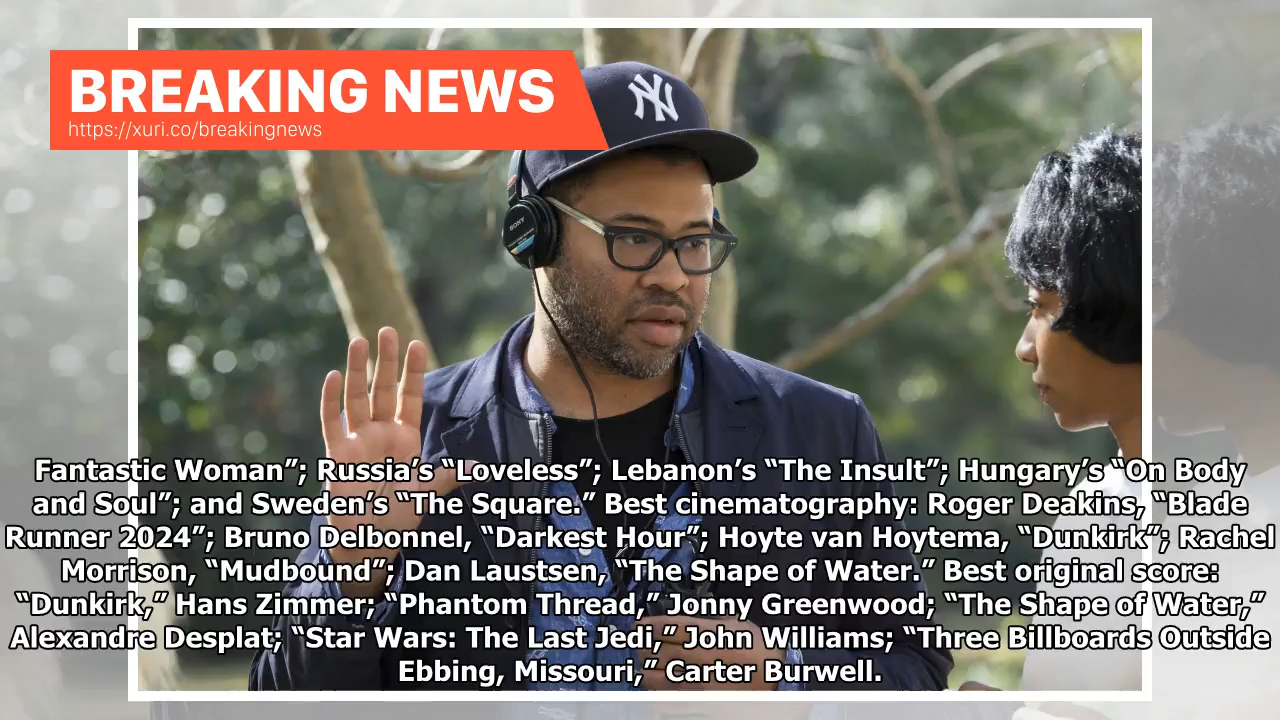 BREAKING NEWS
https://xuri.co/breakingnews
NY
SONY
Fantastic Woman”; Russia’s “Loveless”; Lebanon’s “The Insult”; Hungary’s “On Body
and Soul”; and Sweden’s “The Square.” Best cinematography: Roger Deakins, “Blade
Runner 2024”; Bruno Delbonnel, “Darkest Hour”; Hoyte van Hoytema, “Dunkirk”; Rachel
Morrison, “Mudbound”; Dan Laustsen, “The Shape of Water.” Best original score:
“Dunkirk,” Hans Zimmer; “Phantom Thread,” Jonny Greenwood; “The Shape of Water,”
Alexandre Desplat; “Star Wars: The Last Jedi,” John Williams; “Three Billboards Outside
Ebbing, Missouri,” Carter Burwell.